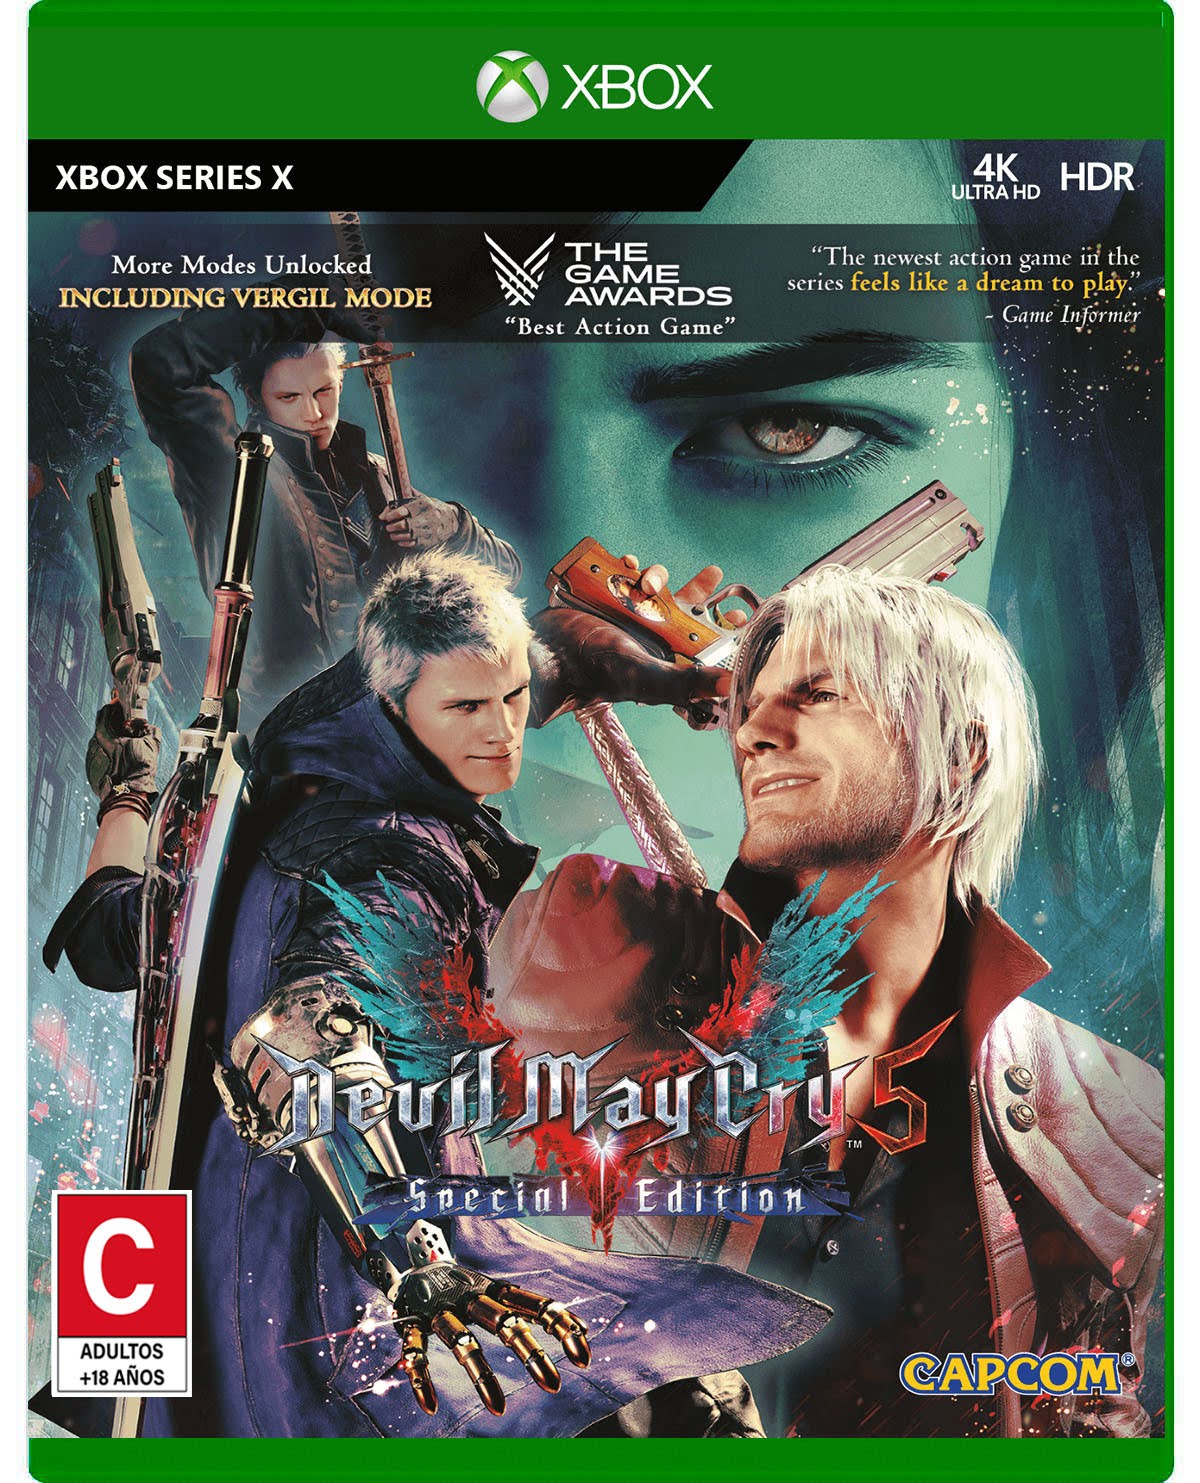 XBOX
XBOX SERIES X
4K
ULTRA HD
HDR
More Modes Unlocked
INCLUDING VERGIL MODE
THE
GAME
AWARDS
“Best Action Game”
“The newest action game in the
series feels like a dream to play.”
- Game Informer
Devil May Cry 5
TM
Special Edition
C
ADULTOS
+18 AÑOS
CAPCOM®